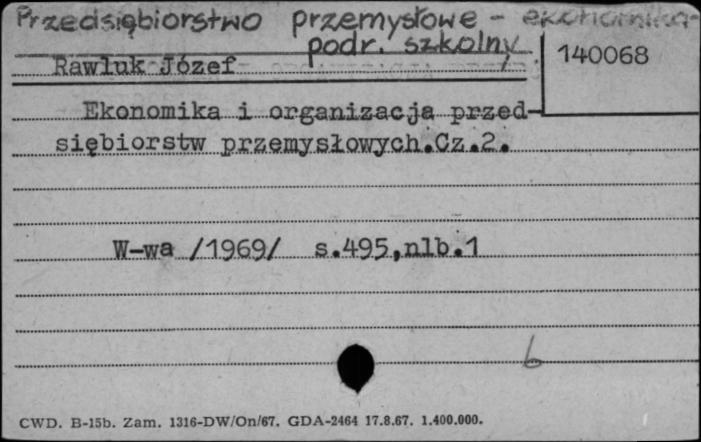 Przedsiębiorstwo przemysłowe - ekonomika-
podr. szkolny
140068
Rawluk Józef
Ekonomika i organizacja przed-
siębiorstw przemysłowych.Cz.2.
W-wa /1969/ s.495,nlb.1
6
CWD. B-15b. Zam. 1316-DW/On/67. GDA-2464 17.8.67. 1.400.000.